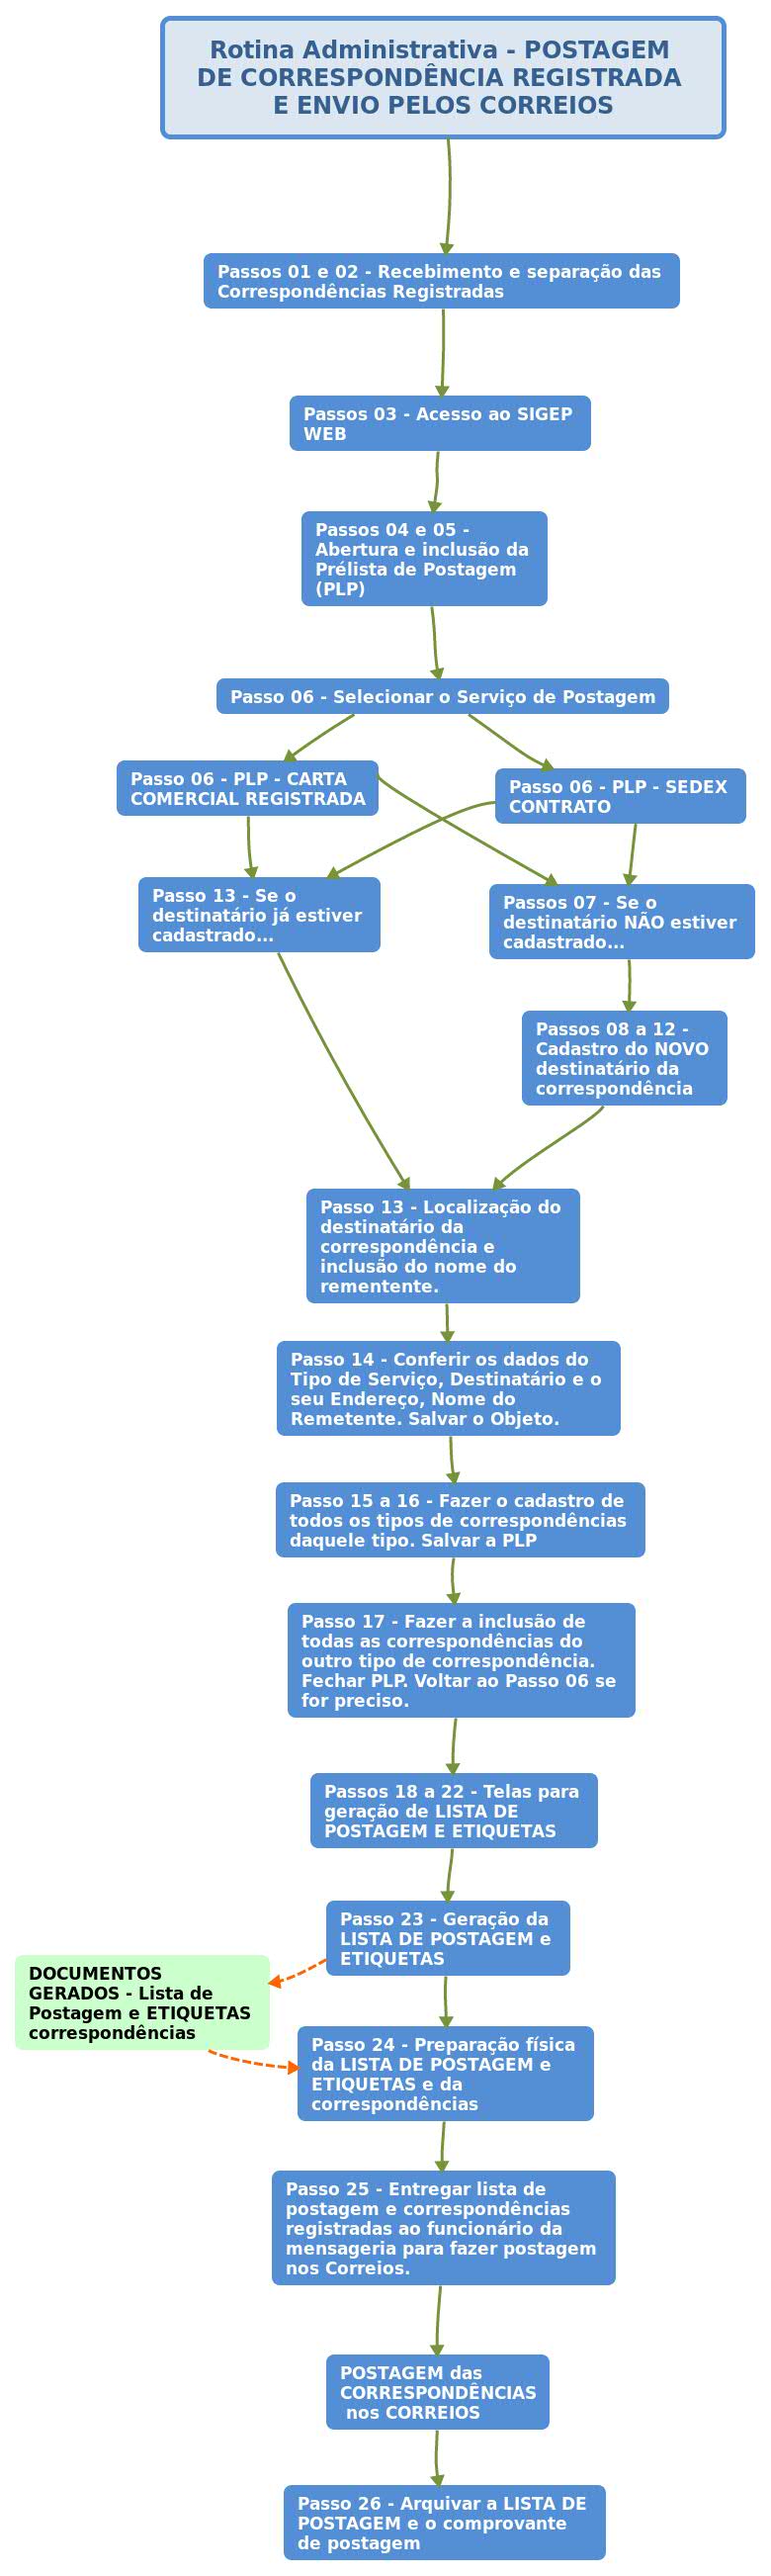 Rotina Administrativa - POSTAGEM
DE CORRESPONDÊNCIA REGISTRADA
E ENVIO PELOS CORREIOS
Passos 01 e 02 - Recebimento e separação das
Correspondências Registradas
Passos 03 - Acesso ao SIGEP
WEB
Passos 04 e 05 -
Abertura e inclusão da
Prélista de Postagem
(PLP)
Passo 06 - Selecionar o Serviço de Postagem
Passo 06 - PLP - CARTA
COMERCIAL REGISTRADA
Passo 06 - PLP - SEDEX
CONTRATO
Passo 13 - Se o
destinatário já estiver
cadastrado...
Passos 07 - Se o
destinatário NÃO estiver
cadastrado...
Passos 08 a 12 -
Cadastro do NOVO
destinatário da
correspondência
Passo 13 - Localização do
destinatário da
correspondência e
inclusão do nome do
rementente.
Passo 14 - Conferir os dados do
Tipo de Serviço, Destinatário e o
seu Endereço, Nome do
Remetente. Salvar o Objeto.
Passo 15 a 16 - Fazer o cadastro de
todos os tipos de correspondências
daquele tipo. Salvar a PLP
Passo 17 - Fazer a inclusão de
todas as correspondências do
outro tipo de correspondência.
Fechar PLP. Voltar ao Passo 06 se
for preciso.
Passos 18 a 22 - Telas para
geração de LISTA DE
POSTAGEM E ETIQUETAS
Passo 23 - Geração da
LISTA DE POSTAGEM e
ETIQUETAS
DOCUMENTOS
GERADOS - Lista de
Postagem e ETIQUETAS
correspondências
Passo 24 - Preparação física
da LISTA DE POSTAGEM e
ETIQUETAS e da
correspondências
Passo 25 - Entregar lista de
postagem e correspondências
registradas ao funcionário da
mensageria para fazer postagem
nos Correios.
POSTAGEM das
CORRESPONDÊNCIAS
nos CORREIOS
Passo 26 - Arquivar a LISTA DE
POSTAGEM e o comprovante
de postagem